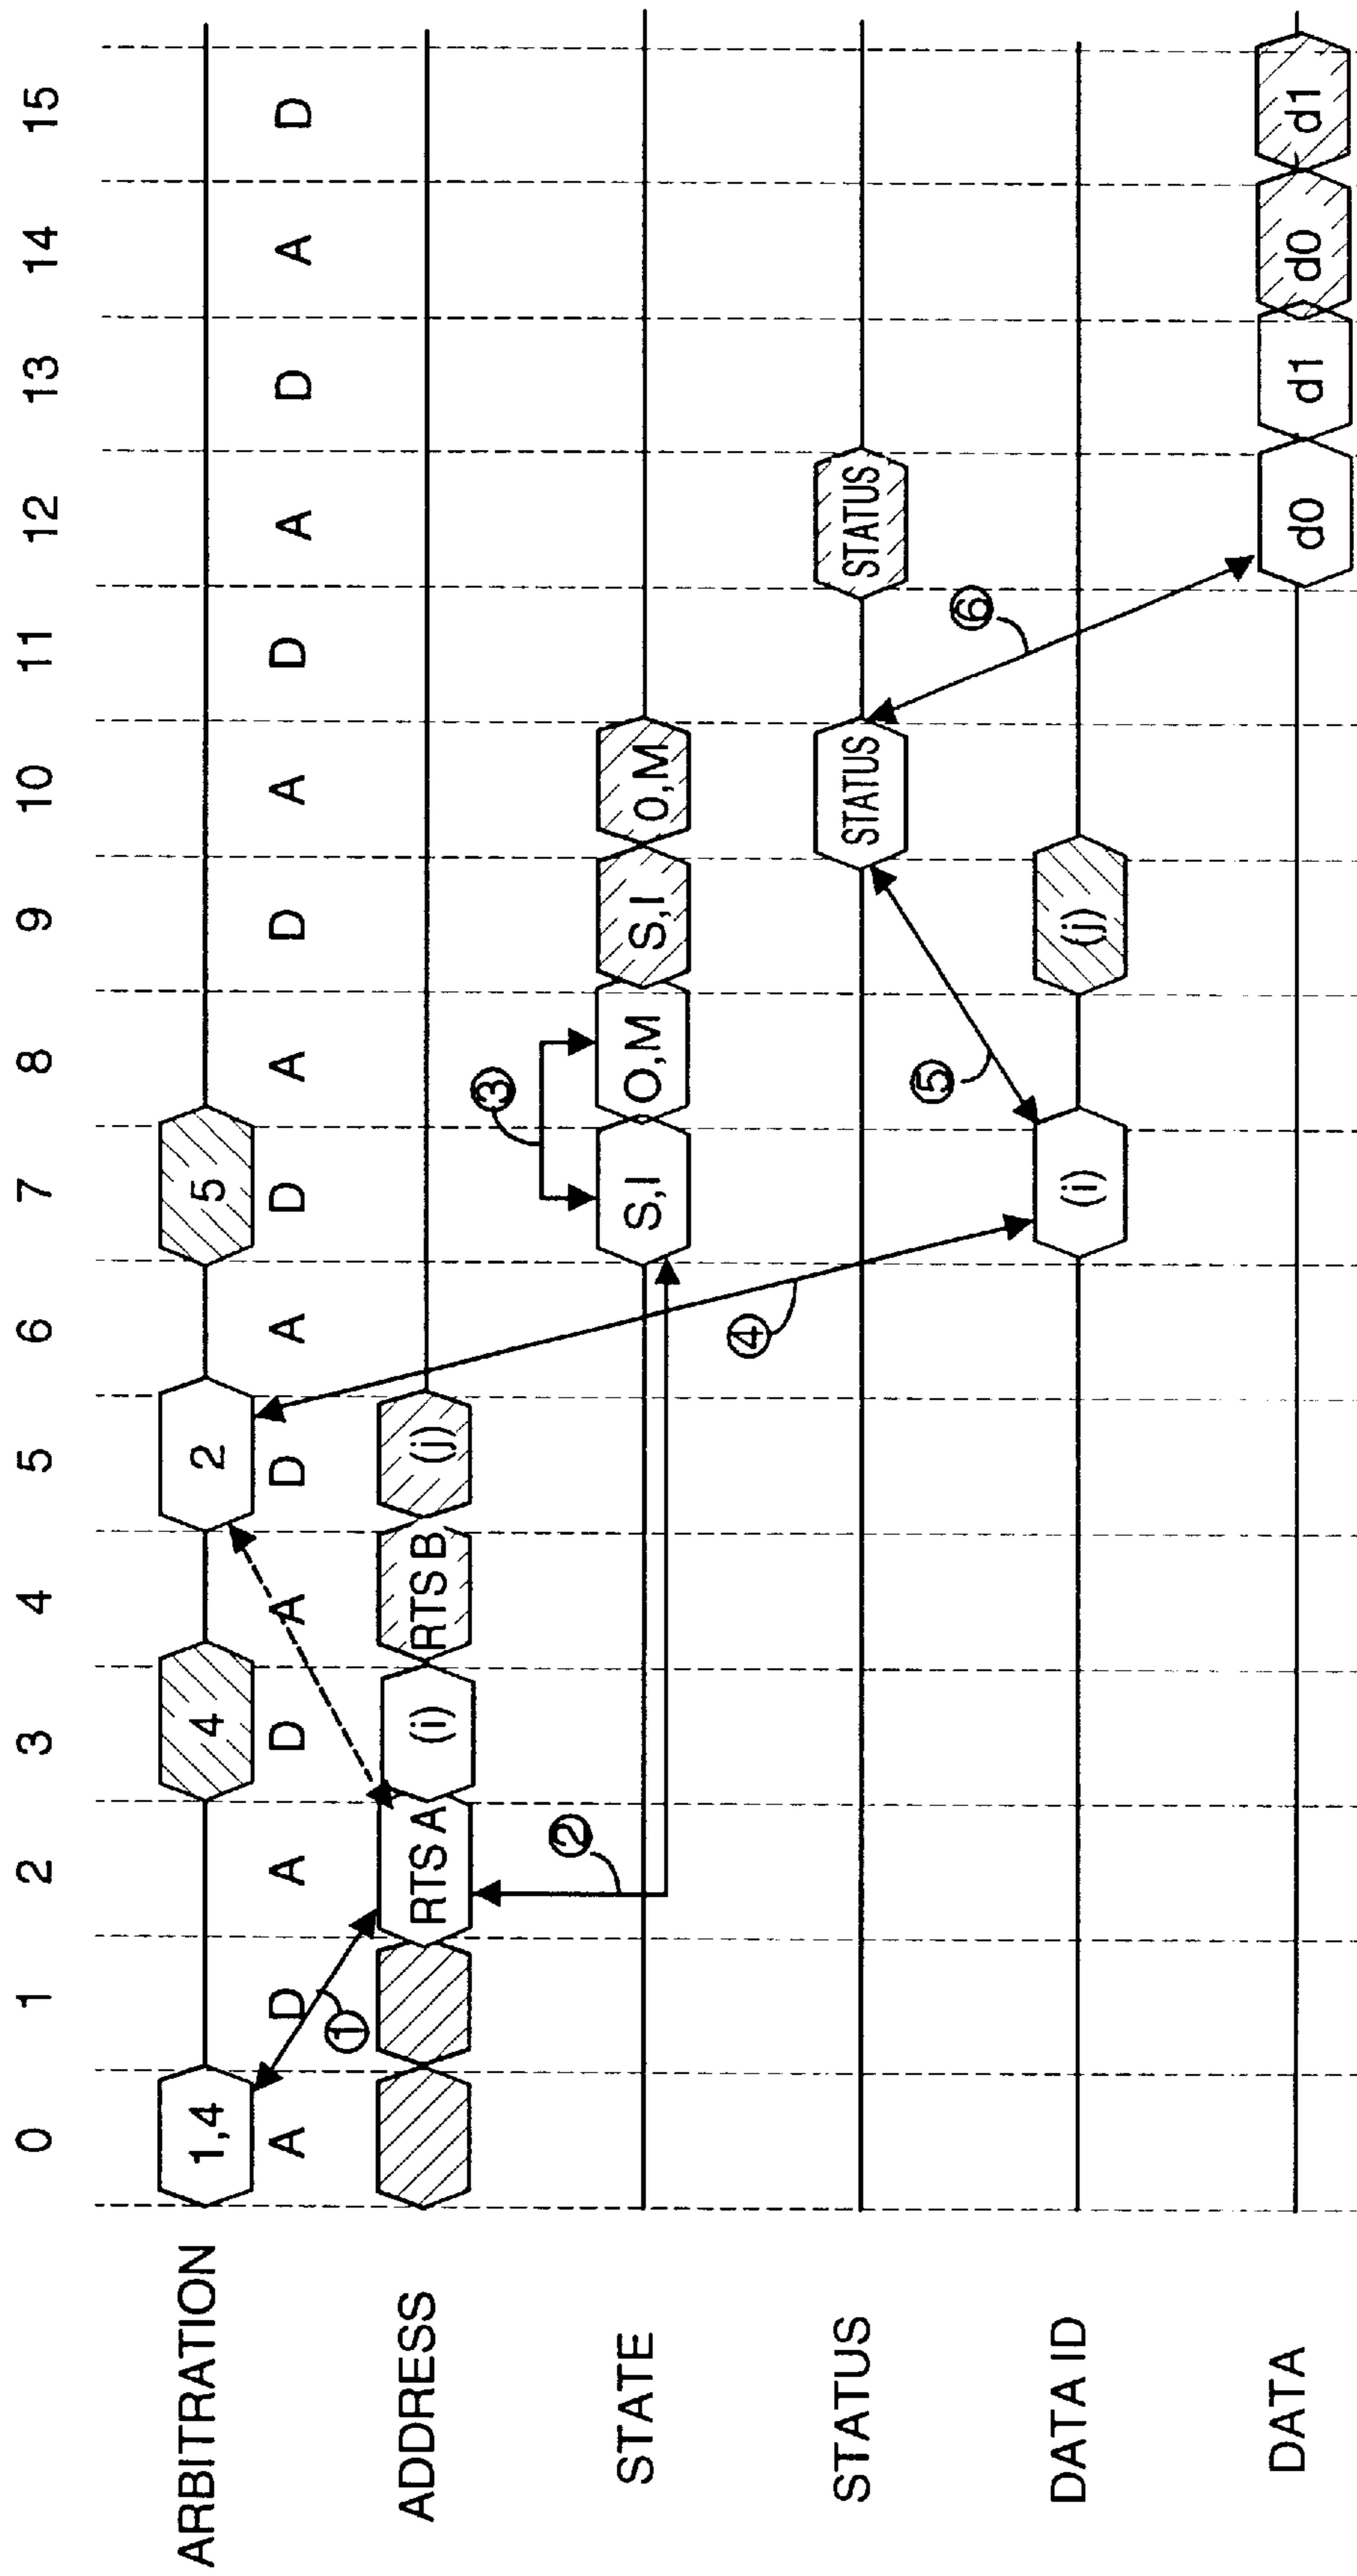 0 1 2 3 4 5 6 7 8 9 10 11 12 13 14 15
ARBITRATION 1,4 4 2 5
A D A D A D A D A D A D A D A D
①
ADDRESS RTS A (i) RTS B (j)
②
③
STATE S,I O,M S,I O,M
④
STATUS STATUS STATUS
⑤ ⑥
DATA ID (i) (j)
DATA d0 d1 d0 d1